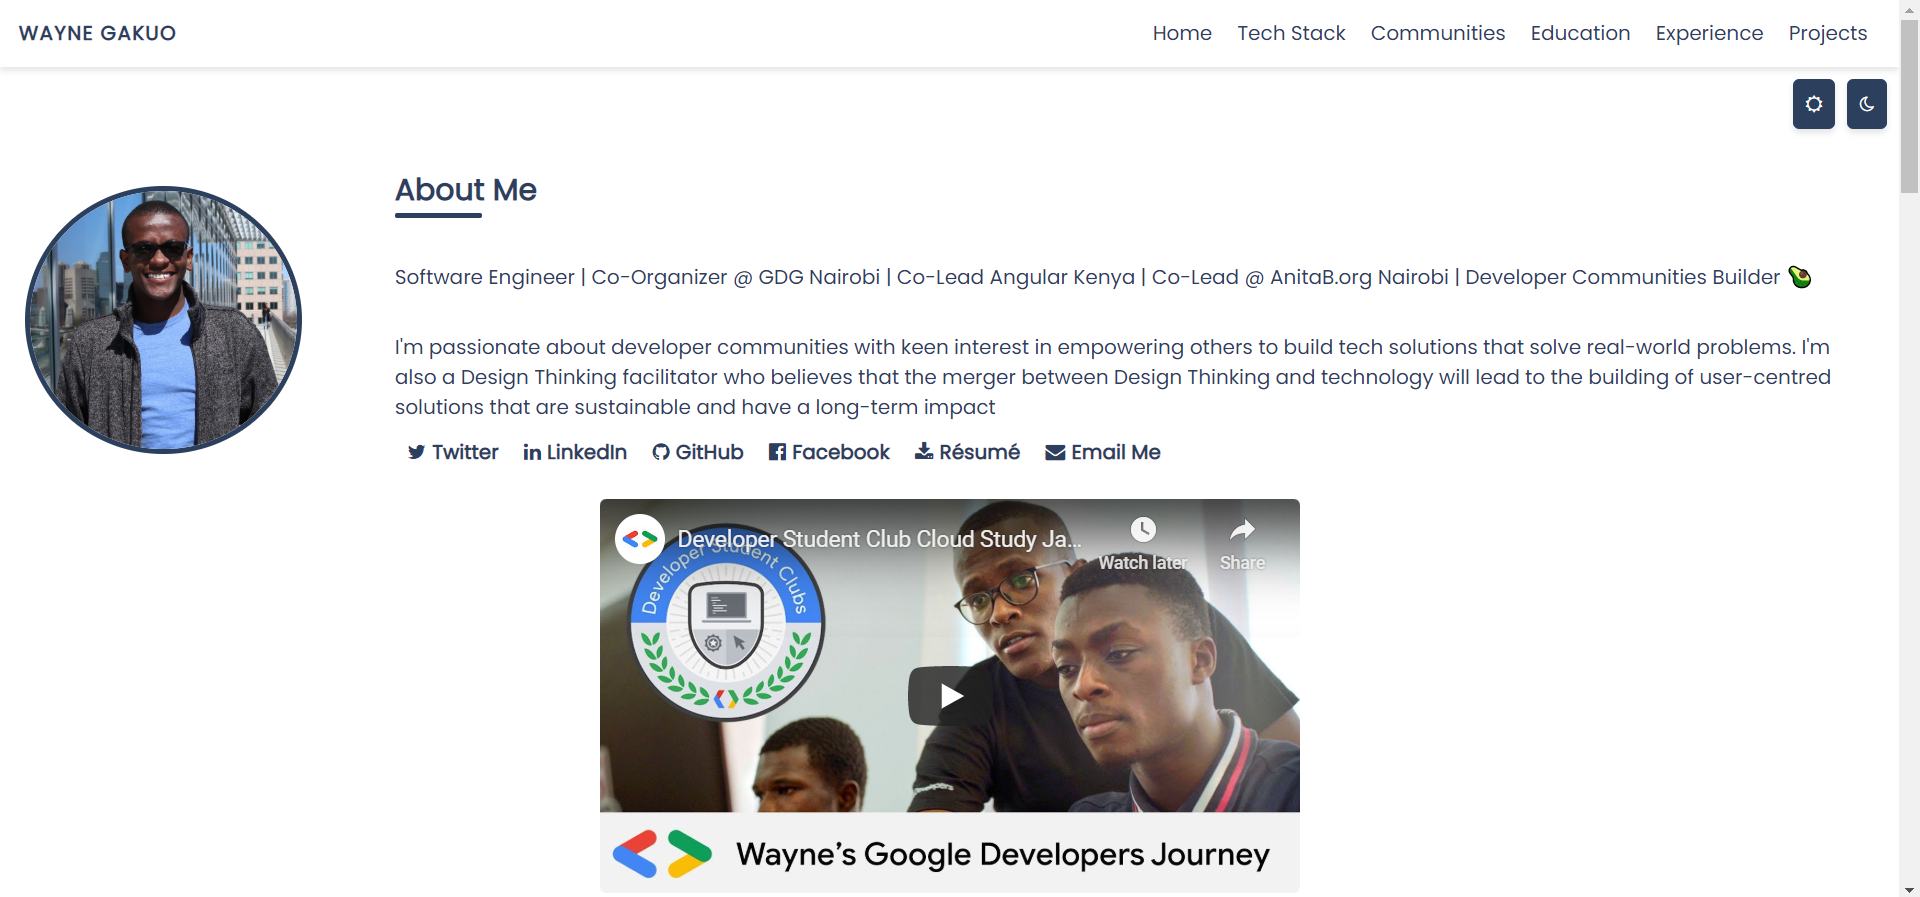 WAYNE GAKUO
Home Tech Stack Communities Education Experience Projects
About Me
Software Engineer | Co-Organizer @ GDG Nairobi | Co-Lead Angular Kenya | Co-Lead @ AnitaB.org Nairobi | Developer Communities Builder 🥑
I'm passionate about developer communities with keen interest in empowering others to build tech solutions that solve real-world problems. I'm
also a Design Thinking facilitator who believes that the merger between Design Thinking and technology will lead to the building of user-centred
solutions that are sustainable and have a long-term impact
Twitter LinkedIn GitHub Facebook Résumé Email Me
Developer Student Club Cloud Study Ja...
Watch later Share
Developer Student Clubs
Wayne's Google Developers Journey